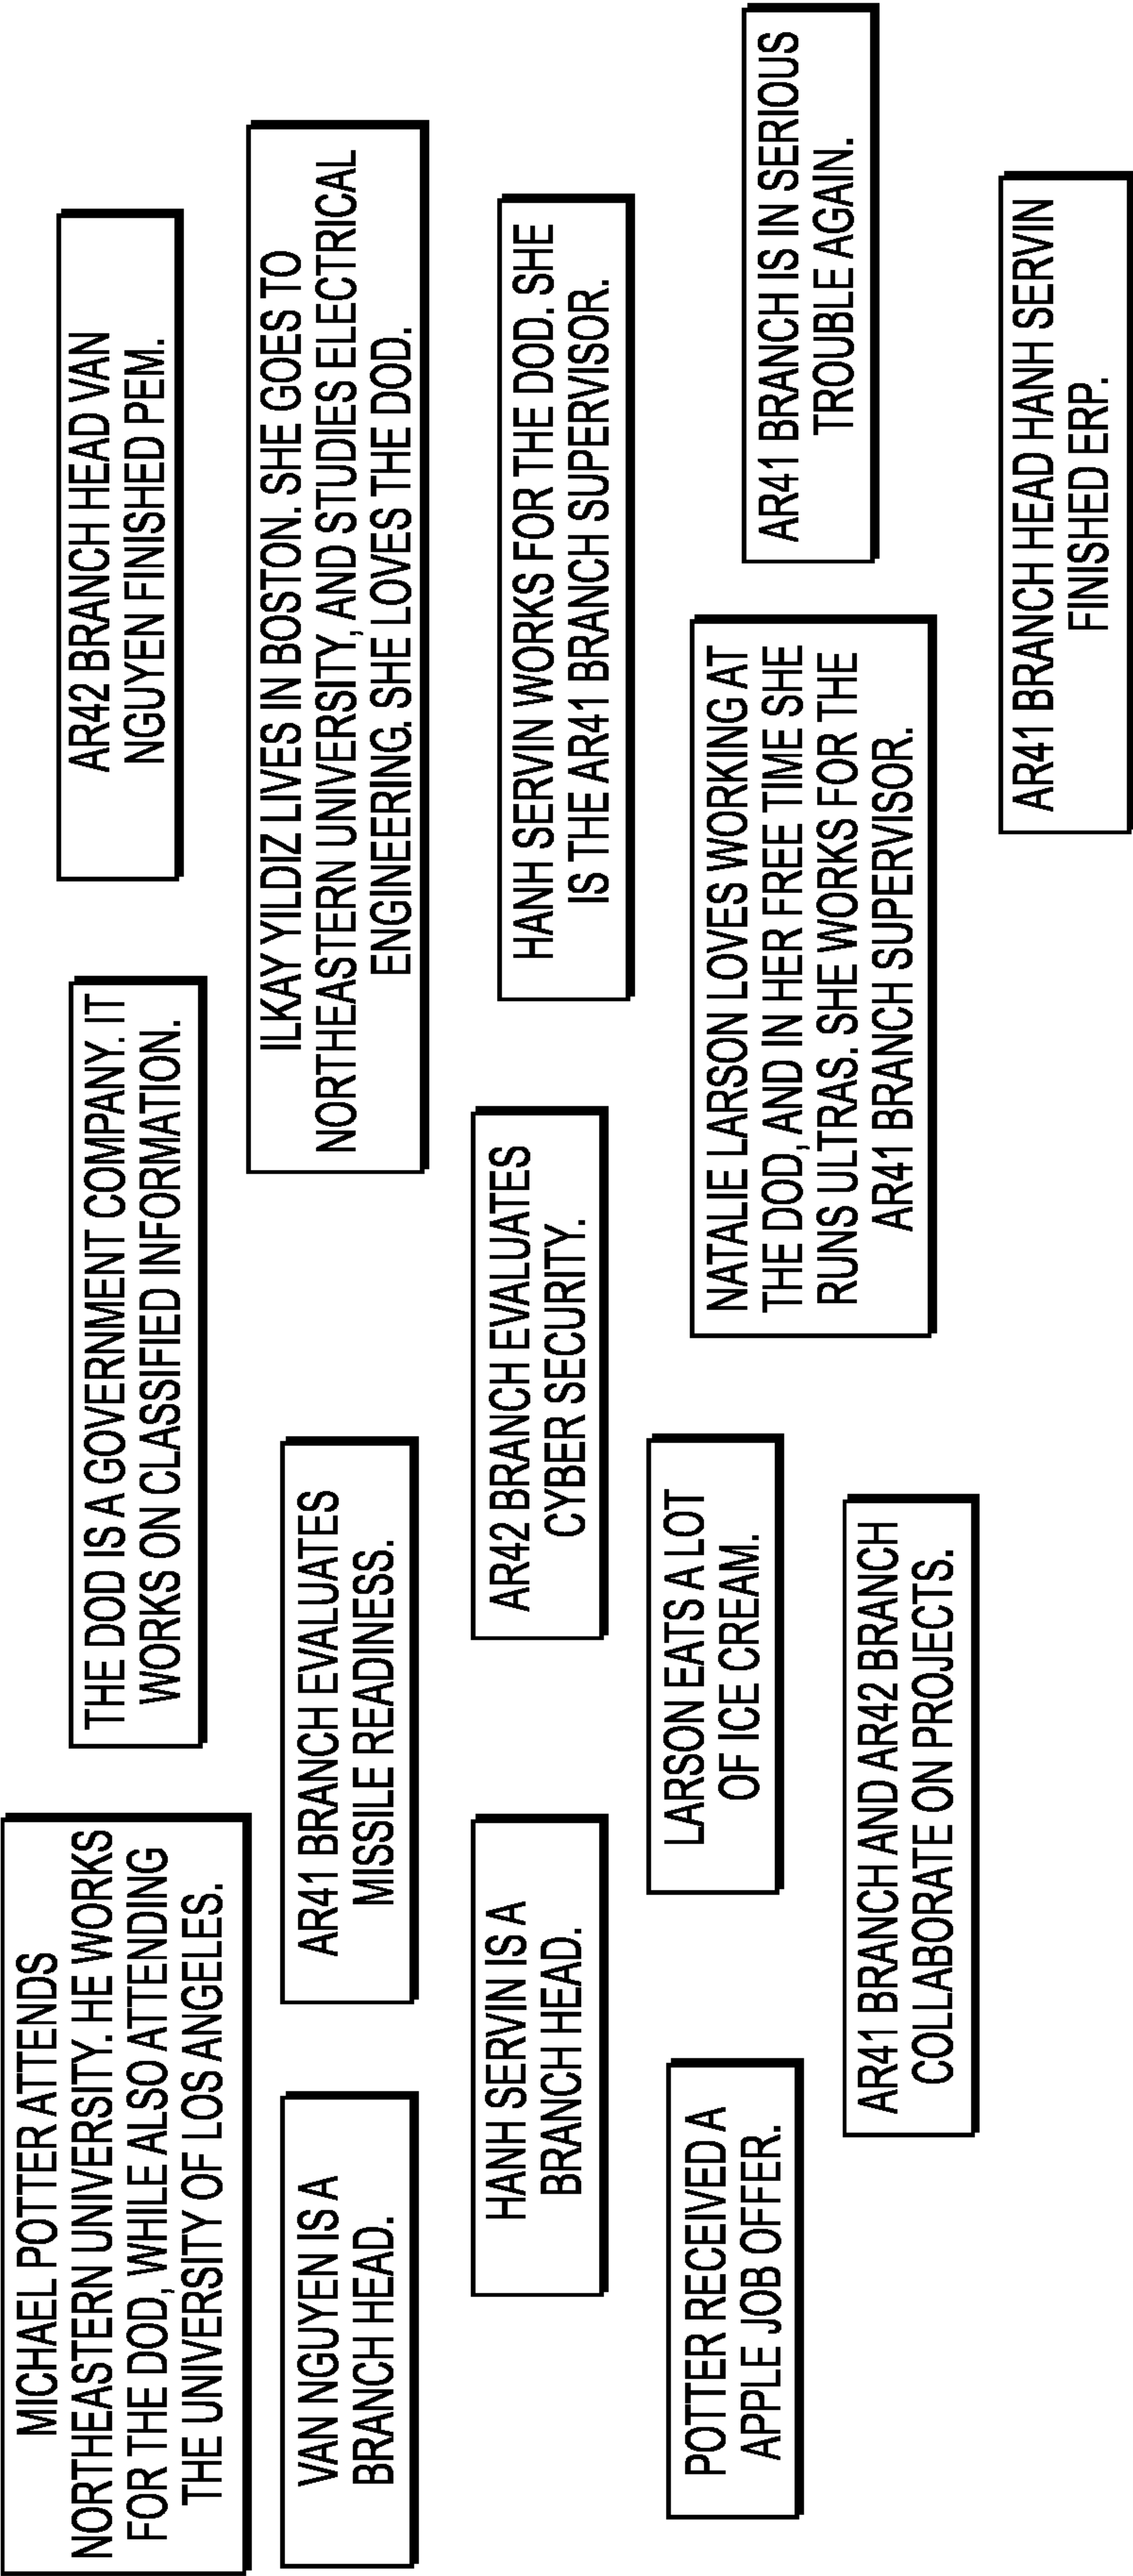 MICHAEL POTTER ATTENDS
NORTHEASTERN UNIVERSITY. HE WORKS
FOR THE DOD, WHILE ALSO ATTENDING
THE UNIVERSITY OF LOS ANGELES.
THE DOD IS A GOVERNMENT COMPANY. IT
WORKS ON CLASSIFIED INFORMATION.
AR42 BRANCH HEAD VAN
NGUYEN FINISHED PEM.
VAN NGUYEN IS A
BRANCH HEAD.
AR41 BRANCH EVALUATES
MISSILE READINESS.
ILKAY YILDIZ LIVES IN BOSTON. SHE GOES TO
NORTHEASTERN UNIVERSITY, AND STUDIES ELECTRICAL
ENGINEERING. SHE LOVES THE DOD.
HANH SERVIN IS A
BRANCH HEAD.
AR42 BRANCH EVALUATES
CYBER SECURITY.
HANH SERVIN WORKS FOR THE DOD. SHE
IS THE AR41 BRANCH SUPERVISOR.
POTTER RECEIVED A
APPLE JOB OFFER.
LARSON EATS A LOT
OF ICE CREAM.
NATALIE LARSON LOVES WORKING AT
THE DOD, AND IN HER FREE TIME SHE
RUNS ULTRAS. SHE WORKS FOR THE
AR41 BRANCH SUPERVISOR.
AR41 BRANCH IS IN SERIOUS
TROUBLE AGAIN.
AR41 BRANCH AND AR42 BRANCH
COLLABORATE ON PROJECTS.
AR41 BRANCH HEAD HANH SERVIN
FINISHED ERP.